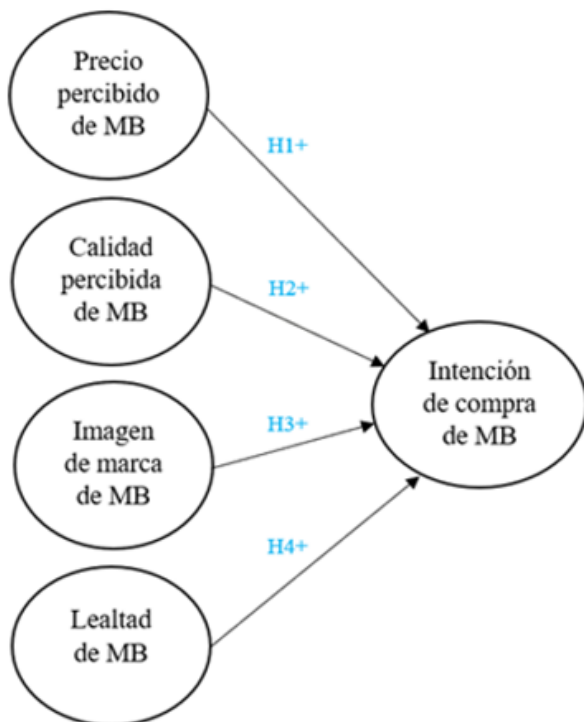 Precio
percibido
de MB
H1+
Calidad
percibida
de MB
H2+
Intención
de compra
de MB
Imagen
de marca
de MB
H3+
H4+
Lealtad
de MB